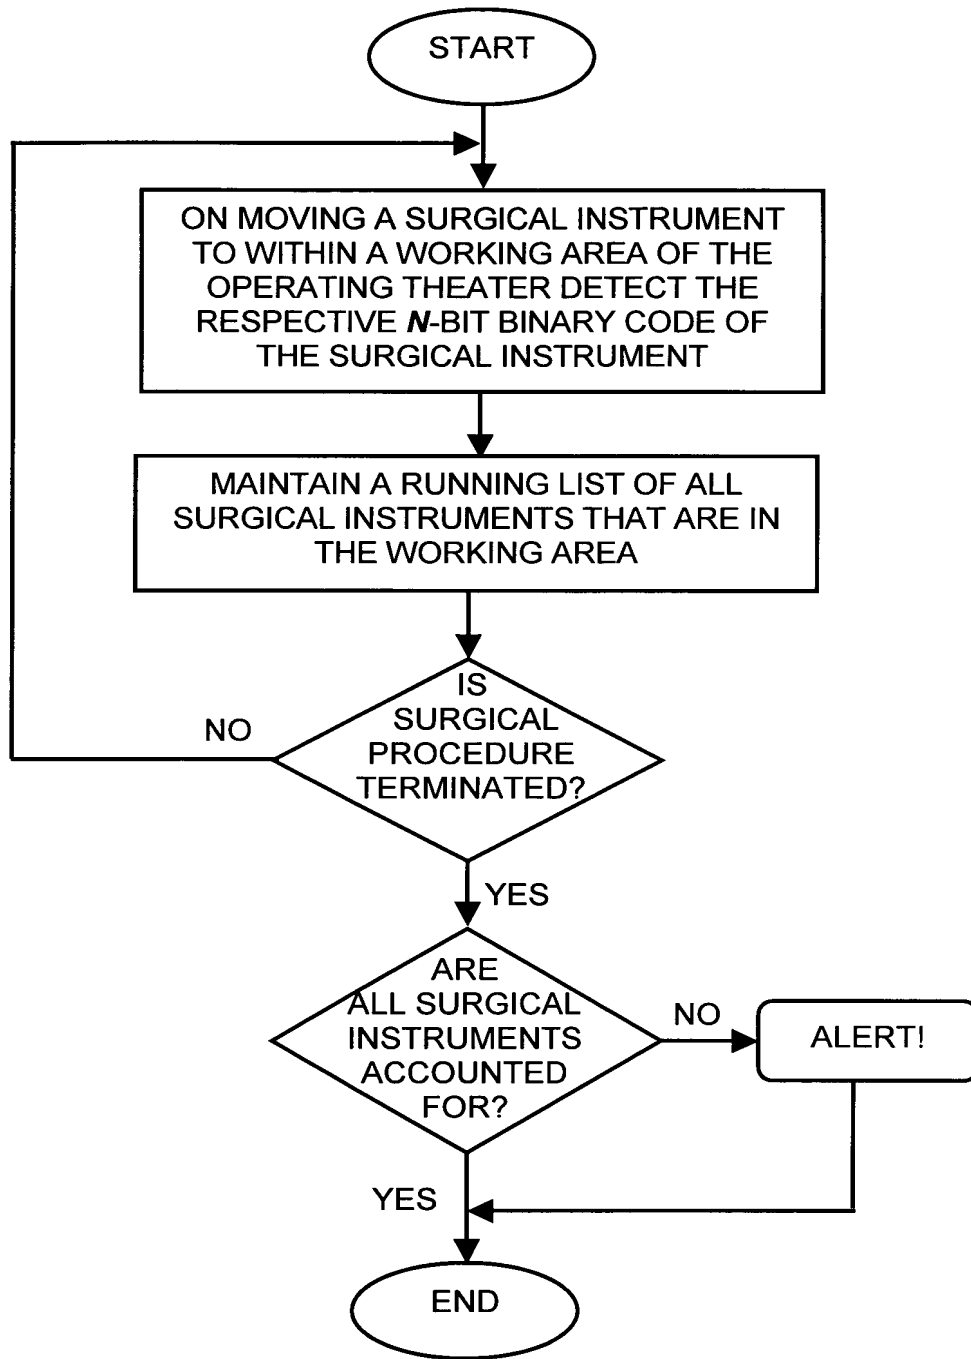 START
ON MOVING A SURGICAL INSTRUMENT
TO WITHIN A WORKING AREA OF THE
OPERATING THEATER DETECT THE
RESPECTIVE N-BIT BINARY CODE OF
THE SURGICAL INSTRUMENT
MAINTAIN A RUNNING LIST OF ALL
SURGICAL INSTRUMENTS THAT ARE IN
THE WORKING AREA
IS
SURGICAL
PROCEDURE
TERMINATED?
NO
YES
ARE
ALL SURGICAL
INSTRUMENTS
ACCOUNTED
FOR?
NO
ALERT!
YES
END